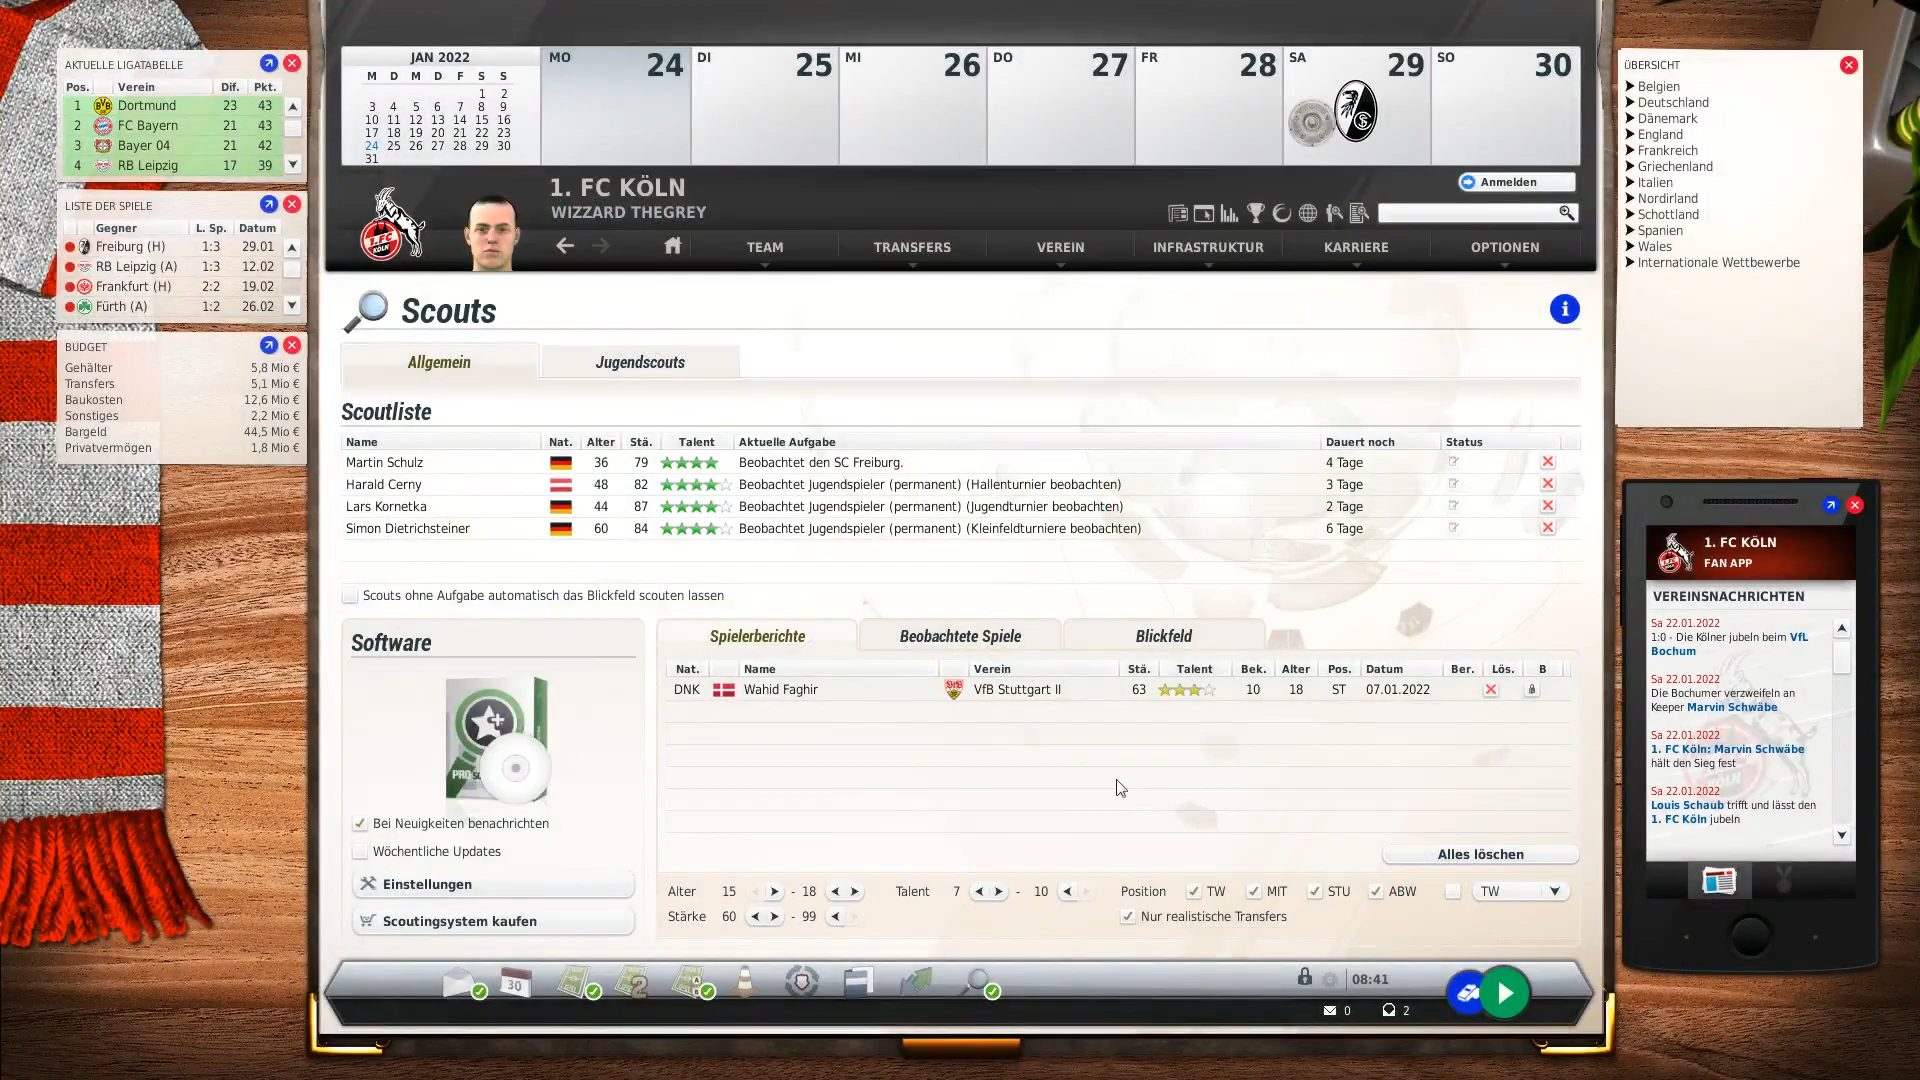 AKTUELLE LIGATABELLE
Pos. Verein Dif. Pkt.
1 Dortmund 23 43
2 FC Bayern 21 43
3 Bayer 04 21 42
4 RB Leipzig 17 39
LISTE DER SPIELE
Gegner L. Sp. Datum
Freiburg (H) 1:3 29.01
RB Leipzig (A) 1:3 12.02
Frankfurt (H) 2:2 19.02
Fürth (A) 1:2 26.02
BUDGET
Gehälter 5,8 Mio €
Transfers 5,1 Mio €
Baukosten 12,6 Mio €
Sonstiges 2,2 Mio €
Bargeld 44,5 Mio €
Privatvermögen 1,8 Mio €
JAN 2022
M D M D F S S
1 2
3 4 5 6 7 8 9
10 11 12 13 14 15 16
17 18 19 20 21 22 23
24 25 26 27 28 29 30
31
MO 24 DI 25 MI 26 DO 27 FR 28 SA 29 SO 30
1. FC KÖLN
WIZZARD THEGREY
Anmelden
TEAM TRANSFERS VEREIN INFRASTRUKTUR KARRIERE OPTIONEN
Scouts
Allgemein Jugendscouts
Scoutliste
Name Nat. Alter Stä. Talent Aktuelle Aufgabe Dauert noch Status
Martin Schulz 36 79 Beobachtet den SC Freiburg. 4 Tage
Harald Cerny 48 82 Beobachtet Jugendspieler (permanent) (Hallenturnier beobachten) 3 Tage
Lars Kornetka 44 87 Beobachtet Jugendspieler (permanent) (Jugendturnier beobachten) 2 Tage
Simon Dietrichsteiner 60 84 Beobachtet Jugendspieler (permanent) (Kleinfeldturniere beobachten) 6 Tage
Scouts ohne Aufgabe automatisch das Blickfeld scouten lassen
Software
PRO
Bei Neuigkeiten benachrichten
Wöchentliche Updates
Einstellungen
Scoutingsystem kaufen
Spielerberichte Beobachtete Spiele Blickfeld
Nat. Name Verein Stä. Talent Bek. Alter Pos. Datum Ber. Lös. B
DNK Wahid Faghir VfB Stuttgart II 63 10 18 ST 07.01.2022
Alles löschen
Alter 15 - 18 Talent 7 - 10 Position TW MIT STU ABW TW
Stärke 60 - 99 Nur realistische Transfers
30
2
08:41
0 2
ÜBERSICHT
Belgien
Deutschland
Dänemark
England
Frankreich
Griechenland
Italien
Nordirland
Schottland
Spanien
Wales
Internationale Wettbewerbe
1. FC KÖLN
FAN APP
VEREINSNACHRICHTEN
Sa 22.01.2022
1:0 - Die Kölner jubeln beim VfL
Bochum
Sa 22.01.2022
Die Bochumer verzweifeln an
Keeper Marvin Schwäbe
Sa 22.01.2022
1. FC Köln: Marvin Schwäbe
hält den Sieg fest
Sa 22.01.2022
Louis Schaub trifft und lässt den
1. FC Köln jubeln